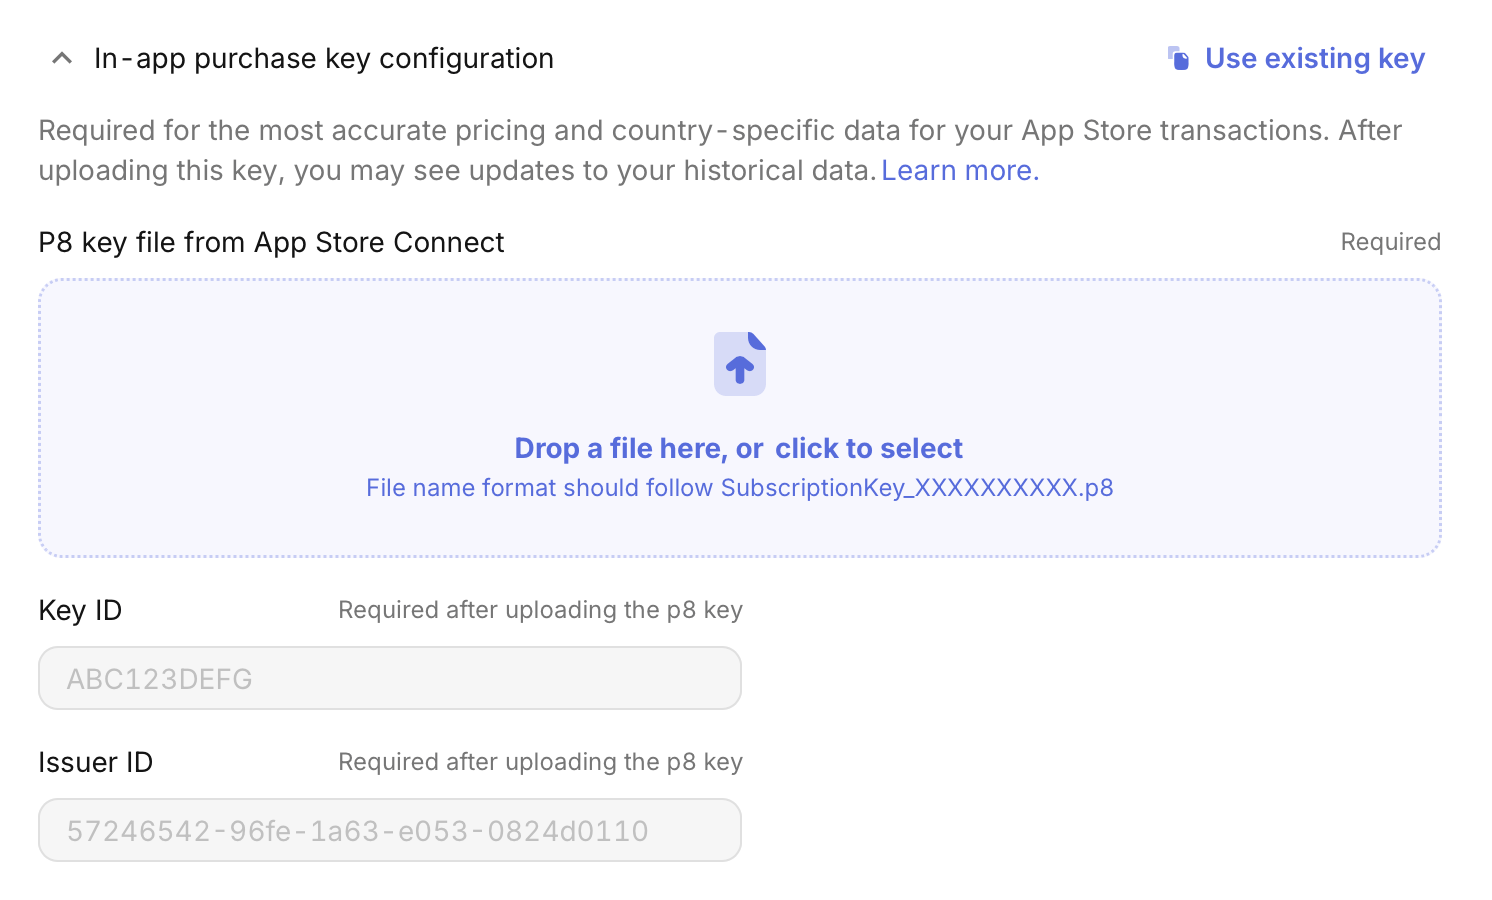 In-app purchase key configuration
Use existing key
Required for the most accurate pricing and country-specific data for your App Store transactions. After
uploading this key, you may see updates to your historical data. Learn more.
P8 key file from App Store Connect
Required
Drop a file here, or click to select
File name format should follow SubscriptionKey_XXXXXXXXXX.p8
Key ID
Required after uploading the p8 key
ABC123DEFG
Issuer ID
Required after uploading the p8 key
57246542-96fe-1a63-e053-0824d0110